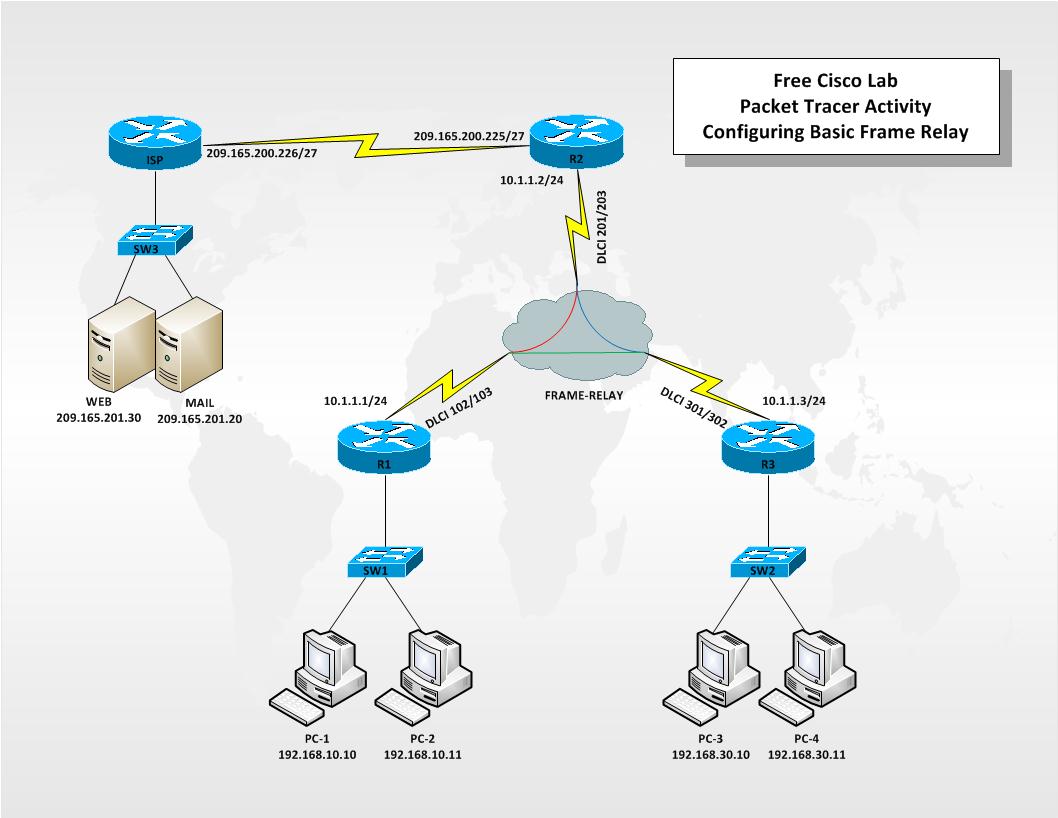 Free Cisco Lab
Packet Tracer Activity
Configuring Basic Frame Relay
209.165.200.225/27
209.165.200.226/27
ISP
R2
10.1.1.2/24
DLCI 201/203
SW3
WEB
209.165.201.30
MAIL
209.165.201.20
FRAME-RELAY
10.1.1.1/24
DLCI 102/103
DLCI 301/302
10.1.1.3/24
R1
R3
SW1
SW2
PC-1
192.168.10.10
PC-2
192.168.10.11
PC-3
192.168.30.10
PC-4
192.168.30.11